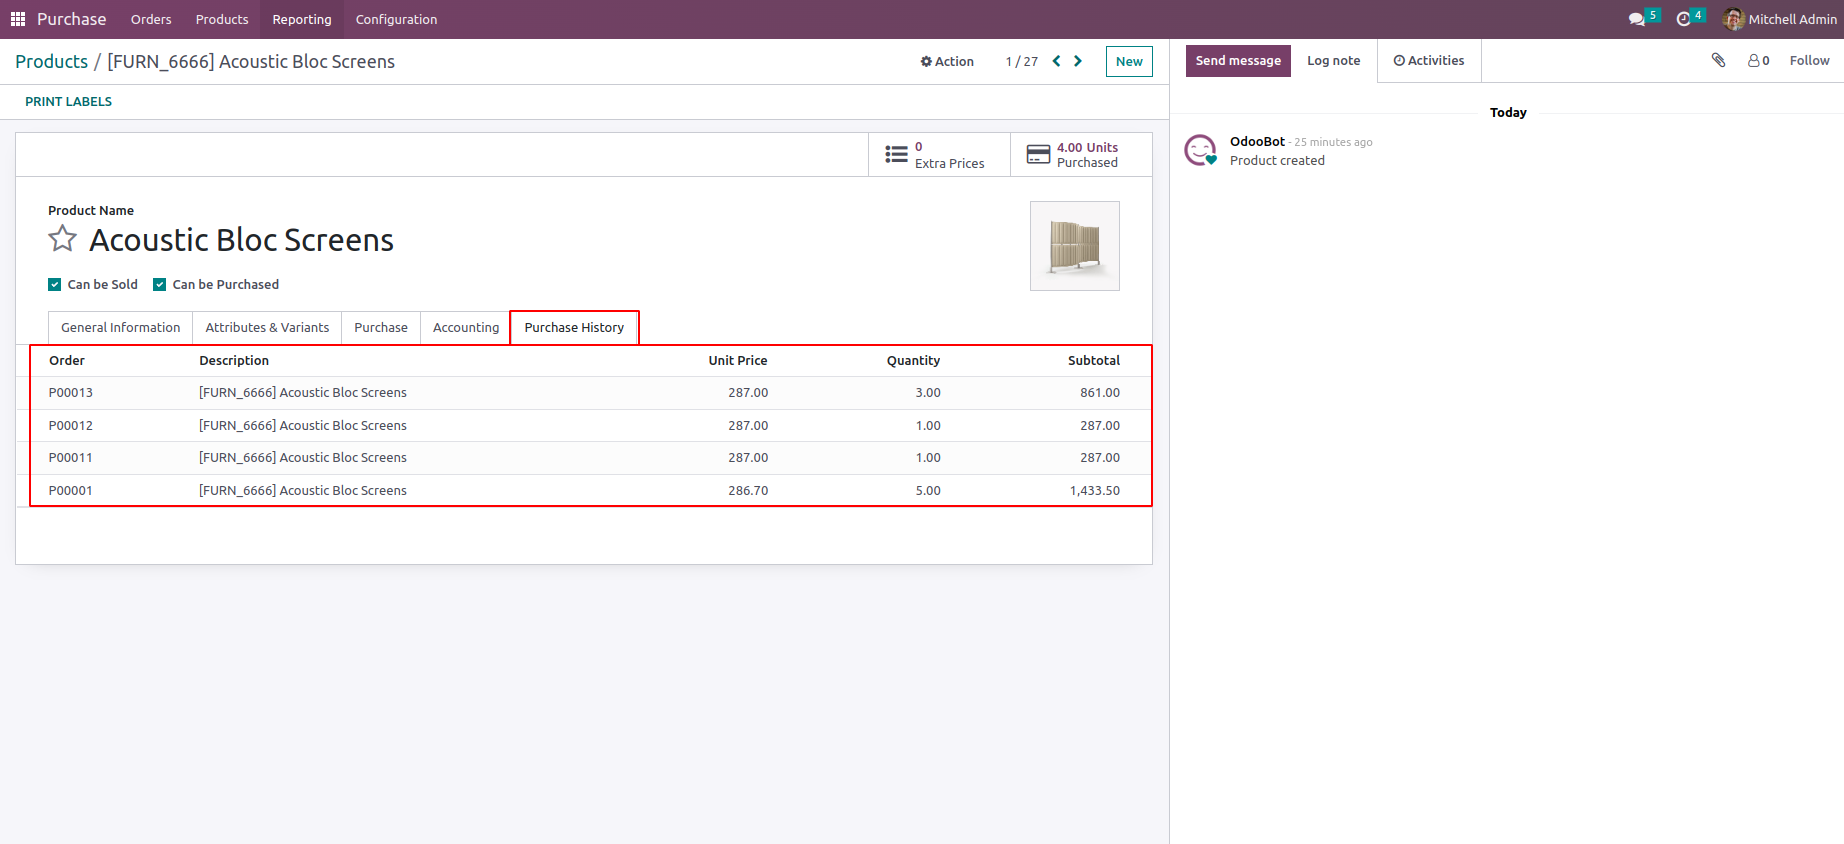 Purchase Orders Products Reporting Configuration 5 4 Mitchell Admin
Products / [FURN_6666] Acoustic Bloc Screens Action 1 / 27 New
Send message Log note Activities 0 Follow
PRINT LABELS
Today
OdooBot - 25 minutes ago
Product created
0
Extra Prices
4.00 Units
Purchased
Product Name
Acoustic Bloc Screens
Can be Sold Can be Purchased
General Information Attributes & Variants Purchase Accounting Purchase History
Order Description Unit Price Quantity Subtotal
P00013 [FURN_6666] Acoustic Bloc Screens 287.00 3.00 861.00
P00012 [FURN_6666] Acoustic Bloc Screens 287.00 1.00 287.00
P00011 [FURN_6666] Acoustic Bloc Screens 287.00 1.00 287.00
P00001 [FURN_6666] Acoustic Bloc Screens 286.70 5.00 1,433.50